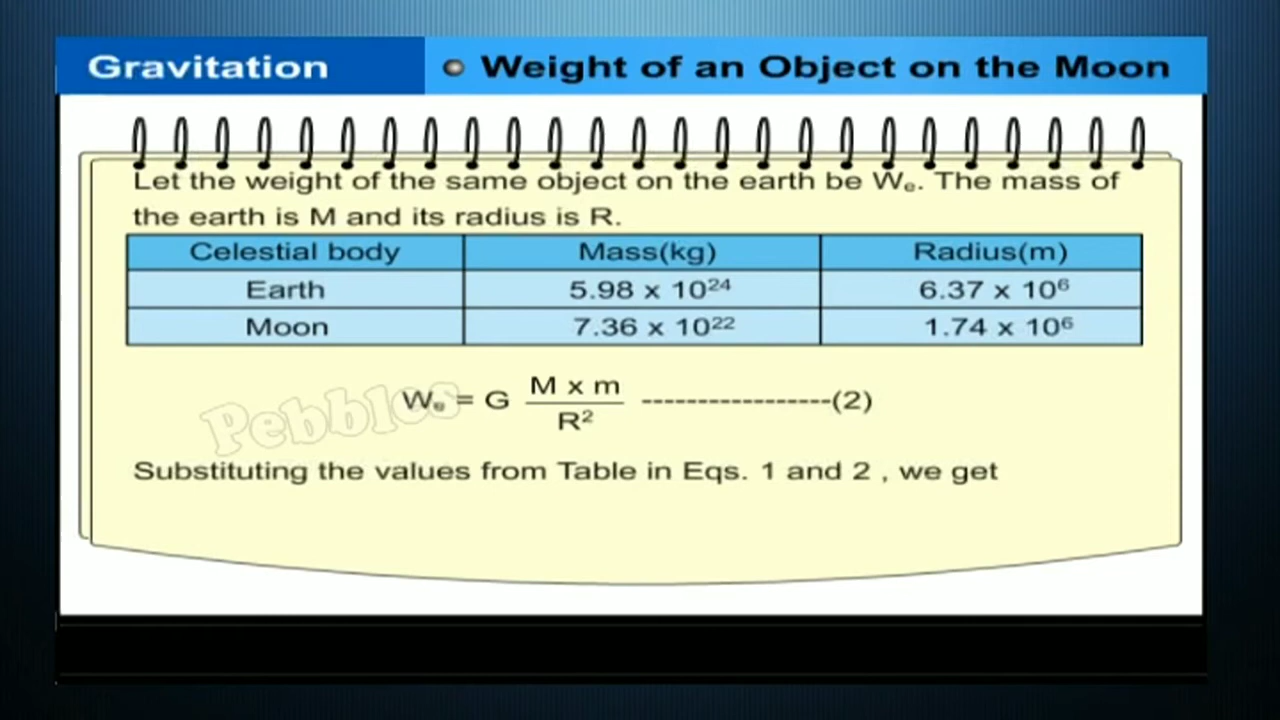 Gravitation
Weight of an Object on the Moon
Let the weight of the same object on the earth be Wₑ. The mass of
the earth is M and its radius is R.
Celestial body Mass(kg) Radius(m)
Earth 5.98 x 10²⁴ 6.37 x 10⁶
Moon 7.36 x 10²² 1.74 x 10⁶
Wₑ = G M x m / R² -----------------(2)
Pebbles
Substituting the values from Table in Eqs. 1 and 2 , we get